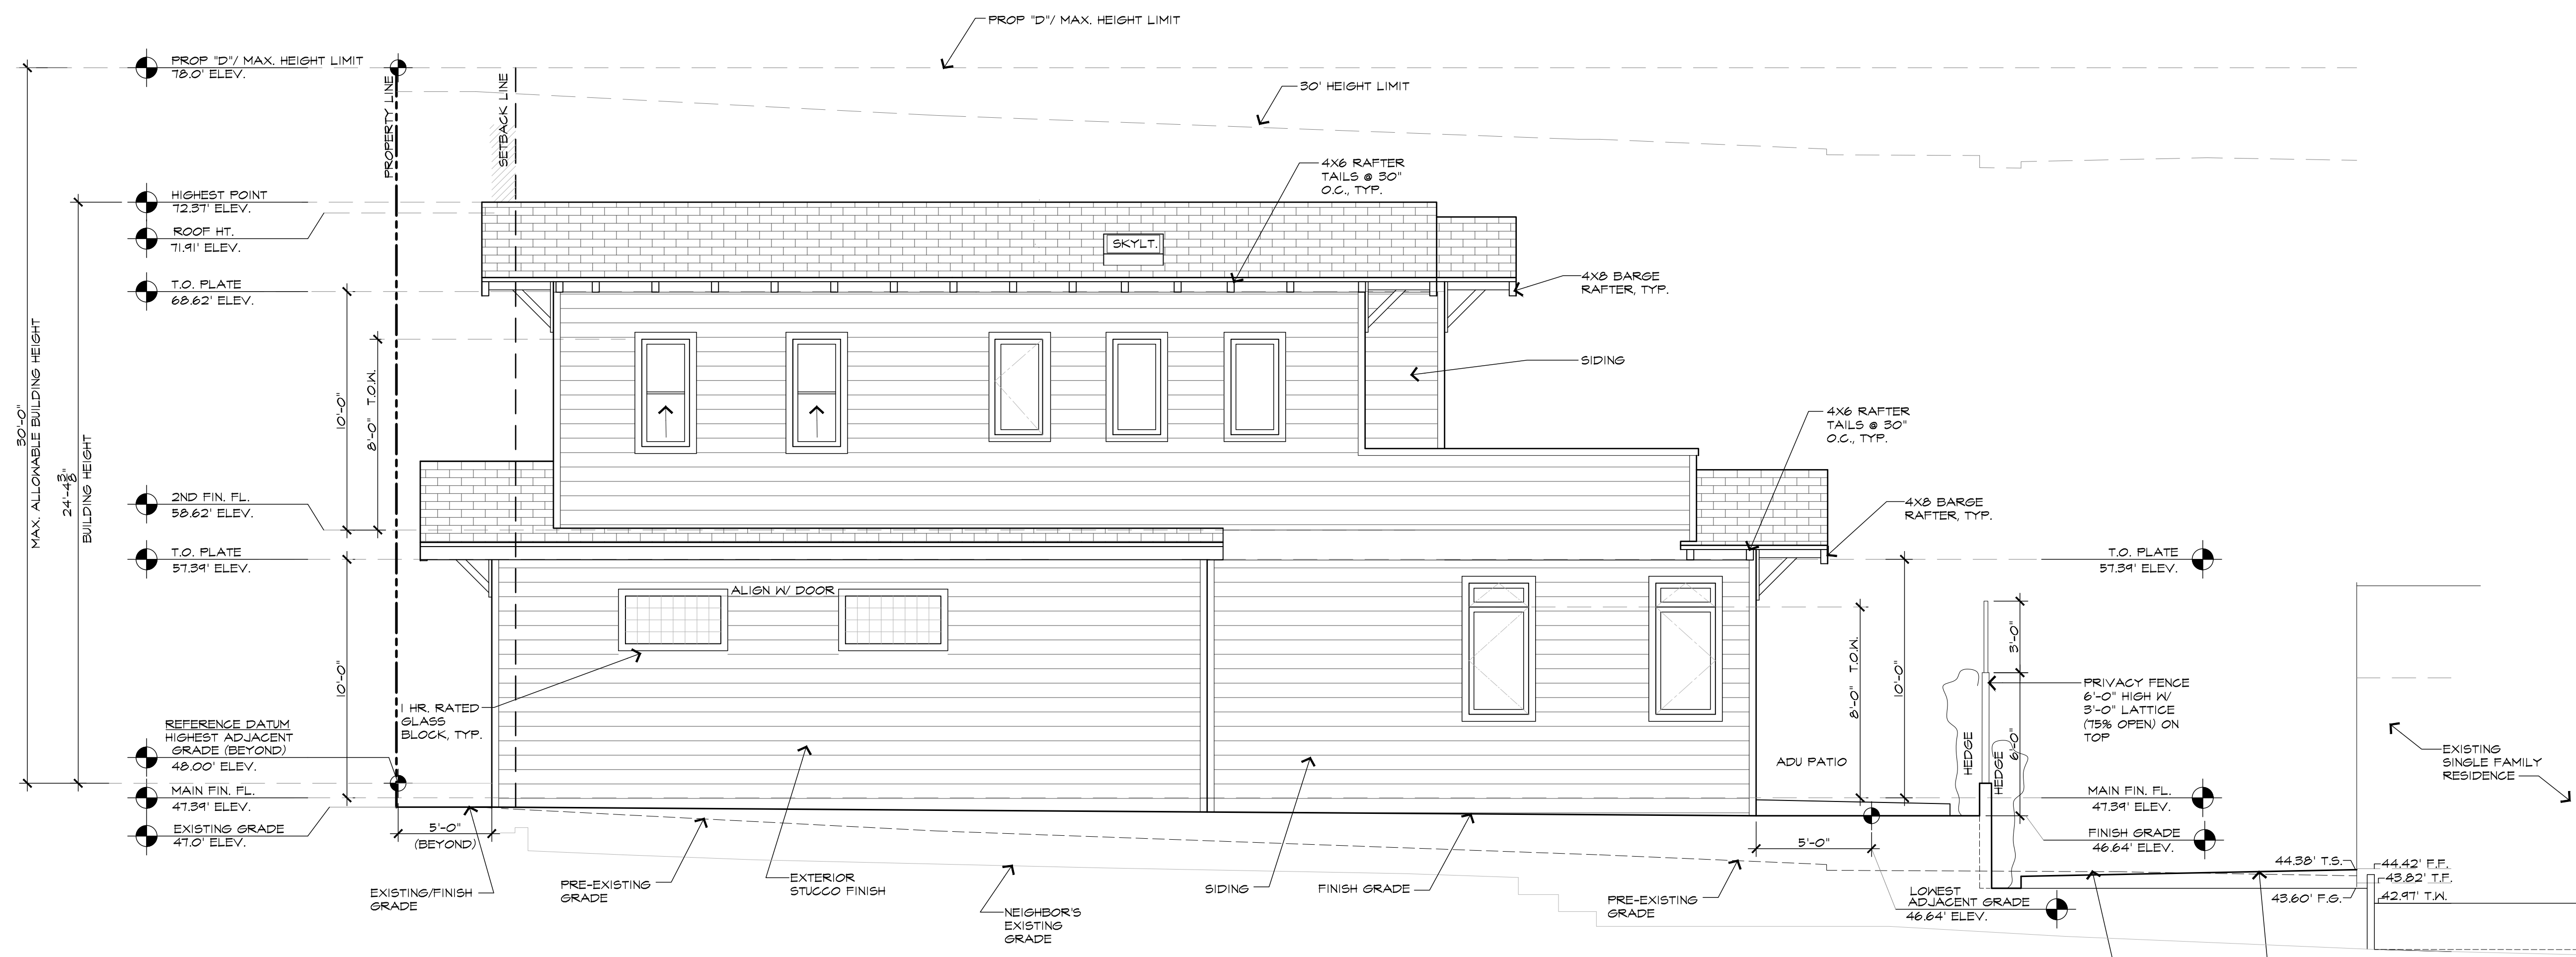 PROP "D"/ MAX. HEIGHT LIMIT
PROP "D"/ MAX. HEIGHT LIMIT
78.0' ELEV.
30' HEIGHT LIMIT
PROPERTY LINE
SETBACK LINE
4X6 RAFTER
TAILS @ 30"
O.C., TYP.
HIGHEST POINT
72.37' ELEV.
ROOF HT.
71.91' ELEV.
SKYLT.
4X8 BARGE
RAFTER, TYP.
T.O. PLATE
68.62' ELEV.
30'-0"
MAX. ALLOWABLE BUILDING HEIGHT
24'-4 3/8"
BUILDING HEIGHT
10'-0"
8'-0" T.O.W.
SIDING
4X6 RAFTER
TAILS @ 30"
O.C., TYP.
2ND FIN. FL.
58.62' ELEV.
4X8 BARGE
RAFTER, TYP.
T.O. PLATE
57.39' ELEV.
T.O. PLATE
57.39' ELEV.
ALIGN W/ DOOR
10'-0"
8'-0" T.O.W.
10'-0"
3'-0"
6'-0"
PRIVACY FENCE
6'-0" HIGH W/
3'-0" LATTICE
(75% OPEN) ON
TOP
1 HR. RATED
GLASS
BLOCK, TYP.
HEDGE
HEDGE
REFERENCE DATUM
HIGHEST ADJACENT
GRADE (BEYOND)
48.00' ELEV.
ADU PATIO
EXISTING
SINGLE FAMILY
RESIDENCE
MAIN FIN. FL.
47.39' ELEV.
MAIN FIN. FL.
47.39' ELEV.
EXISTING GRADE
47.0' ELEV.
5'-0"
(BEYOND)
5'-0"
FINISH GRADE
46.64' ELEV.
44.38' T.S.
44.42' F.F.
43.82' T.F.
43.60' F.G.
42.97' T.W.
EXISTING/FINISH
GRADE
PRE-EXISTING
GRADE
EXTERIOR
STUCCO FINISH
NEIGHBOR'S
EXISTING
GRADE
SIDING
FINISH GRADE
PRE-EXISTING
GRADE
LOWEST
ADJACENT GRADE
46.64' ELEV.